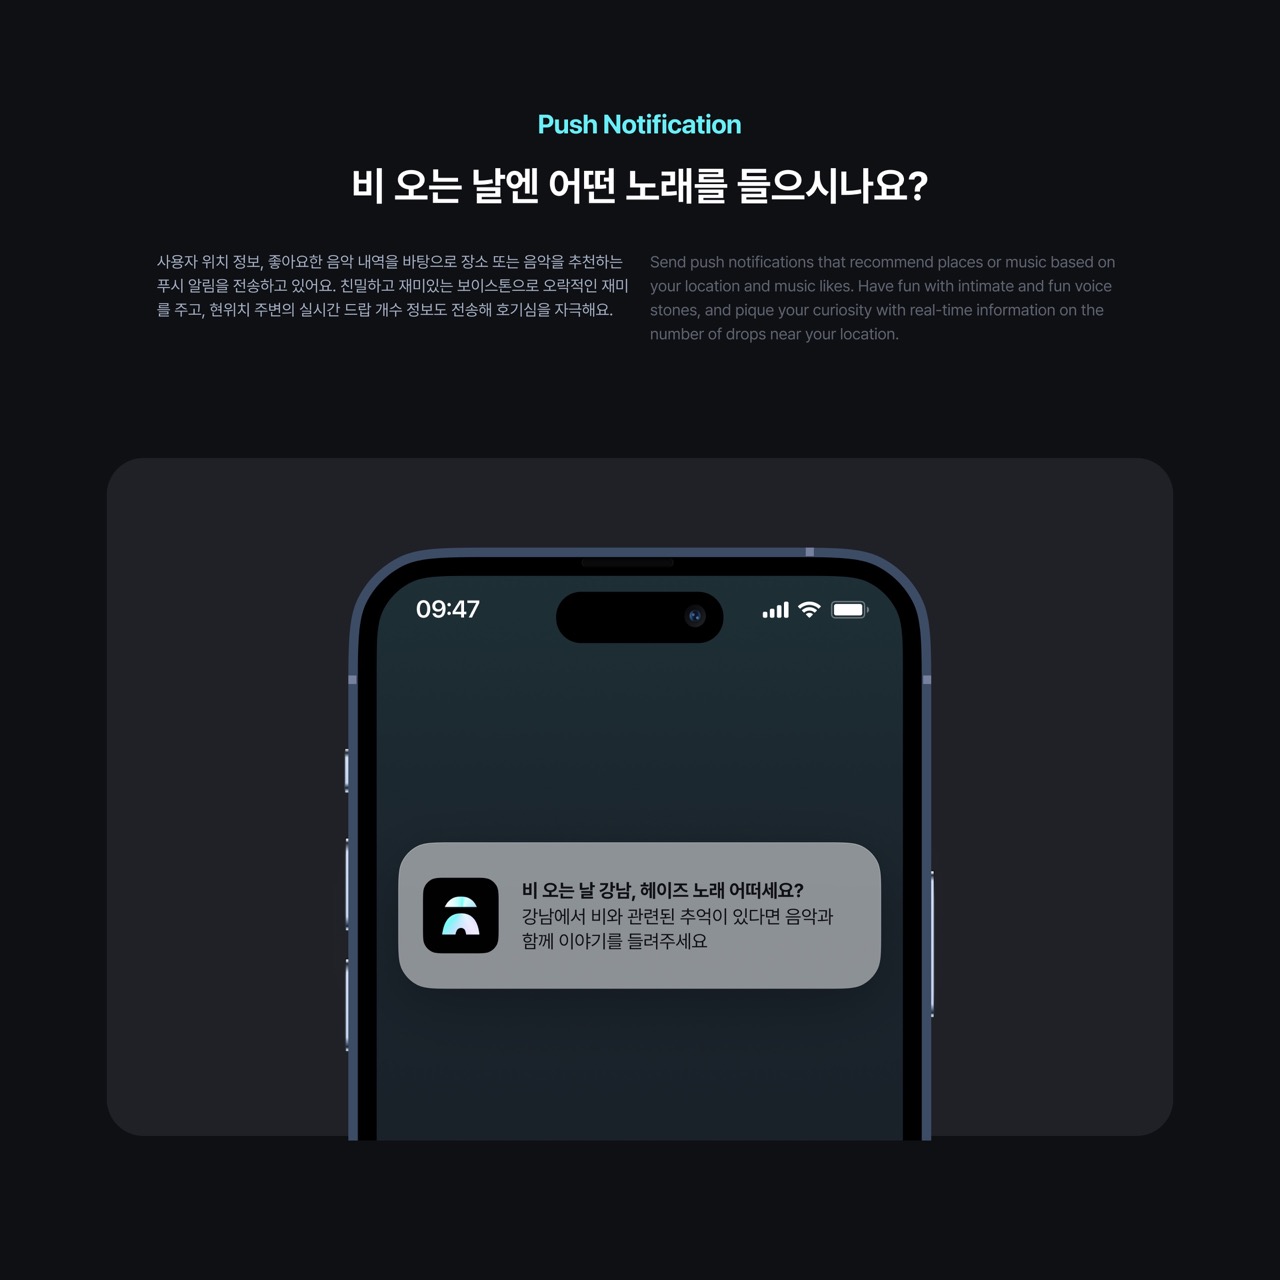 Push Notification
비 오는 날엔 어떤 노래를 들으시나요?
사용자 위치 정보, 좋아요한 음악 내역을 바탕으로 장소 또는 음악을 추천하는
푸시 알림을 전송하고 있어요. 친밀하고 재미있는 보이스톤으로 오락적인 재미
를 주고, 현위치 주변의 실시간 드랍 개수 정보도 전송해 호기심을 자극해요.
Send push notifications that recommend places or music based on
your location and music likes. Have fun with intimate and fun voice
stones, and pique your curiosity with real-time information on the
number of drops near your location.
09:47
비 오는 날 강남, 헤이즈 노래 어떠세요?
강남에서 비와 관련된 추억이 있다면 음악과
함께 이야기를 들려주세요